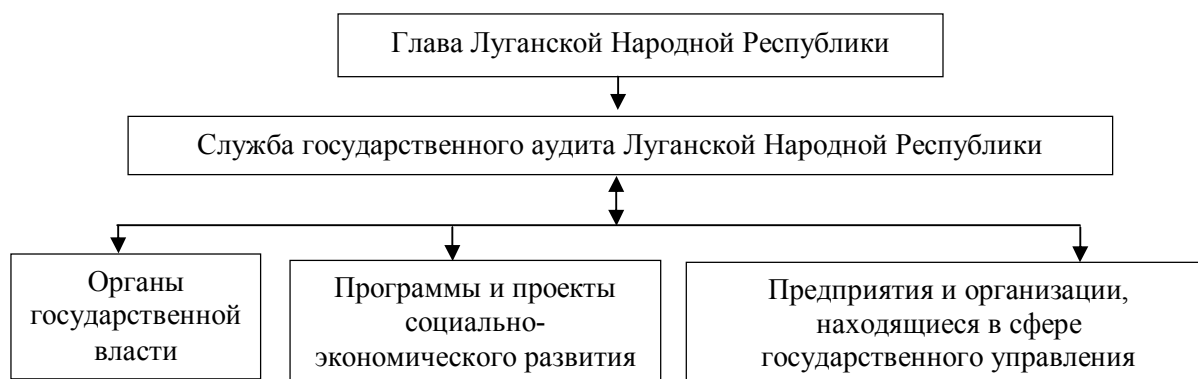 Глава Луганской Народной Республики
Служба государственного аудита Луганской Народной Республики
Органы
государственной
власти
Программы и проекты
социально-
экономического развития
Предприятия и организации,
находящиеся в сфере
государственного управления